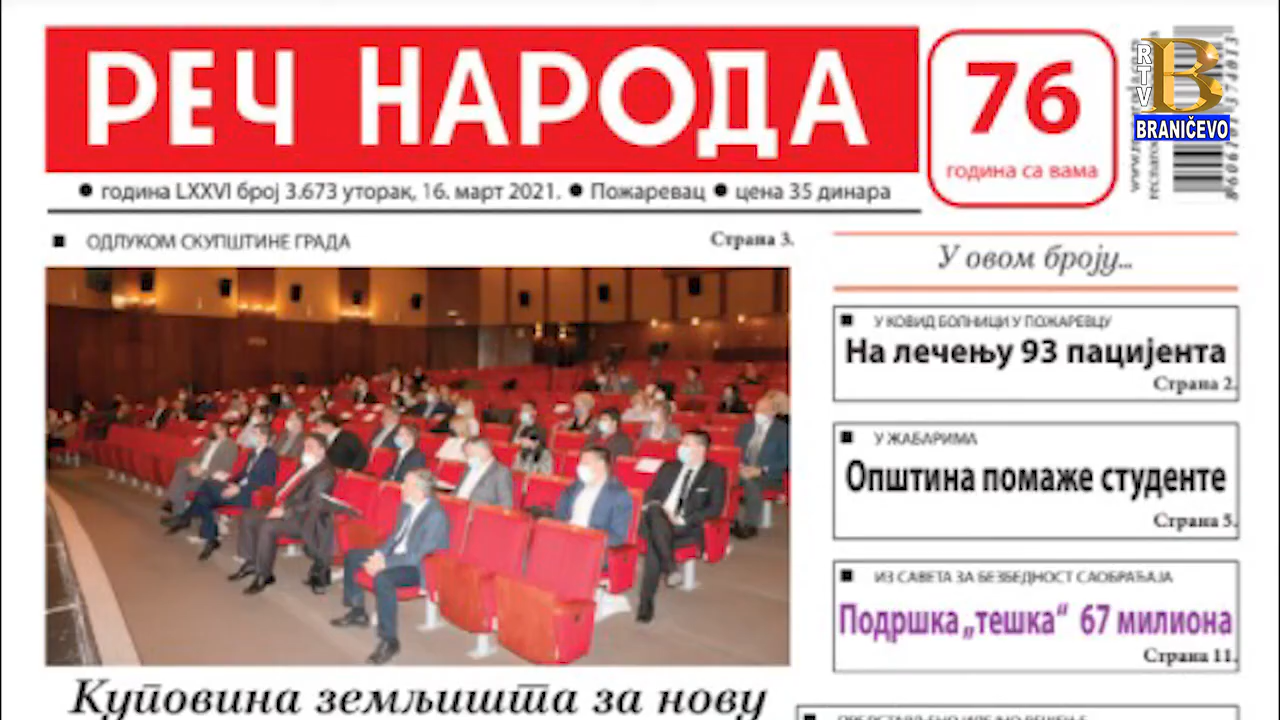 РЕЧ НАРОДА
76
година са вама
RTV B
BRANIČEVO
● година LXXVI број 3.673 уторак, 16. март 2021. ● Пожаревац ● цена 35 динара
■ ОДЛУКОМ СКУПШТИНЕ ГРАДА
Страна 3.
У овом броју...
■ У КОВИД БОЛНИЦИ У ПОЖАРЕВЦУ
На лечењу 93 пацијента
Страна 2.
■ У ЖАБАРИМА
Општина помаже студенте
Страна 5.
■ ИЗ САВЕТА ЗА БЕЗБЕДНОСТ САОБРАЋАЈА
Подршка „тешка“ 67 милиона
Страна 11.
Куповина земљишта за нову